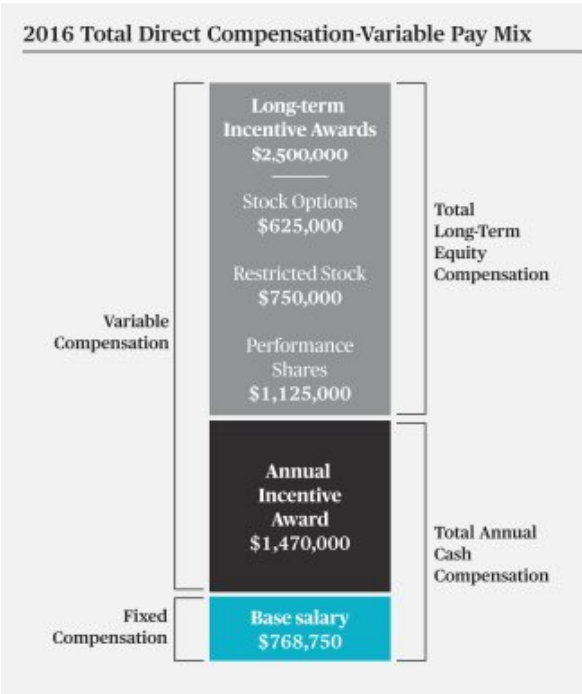 2016 Total Direct Compensation-Variable Pay Mix
Long-term
Incentive Awards
$2,500,000
Stock Options
$625,000
Restricted Stock
$750,000
Performance
Shares
$1,125,000
Total
Long-Term
Equity
Compensation
Variable
Compensation
Annual
Incentive
Award
$1,470,000
Total Annual
Cash
Compensation
Fixed
Compensation
Base salary
$768,750